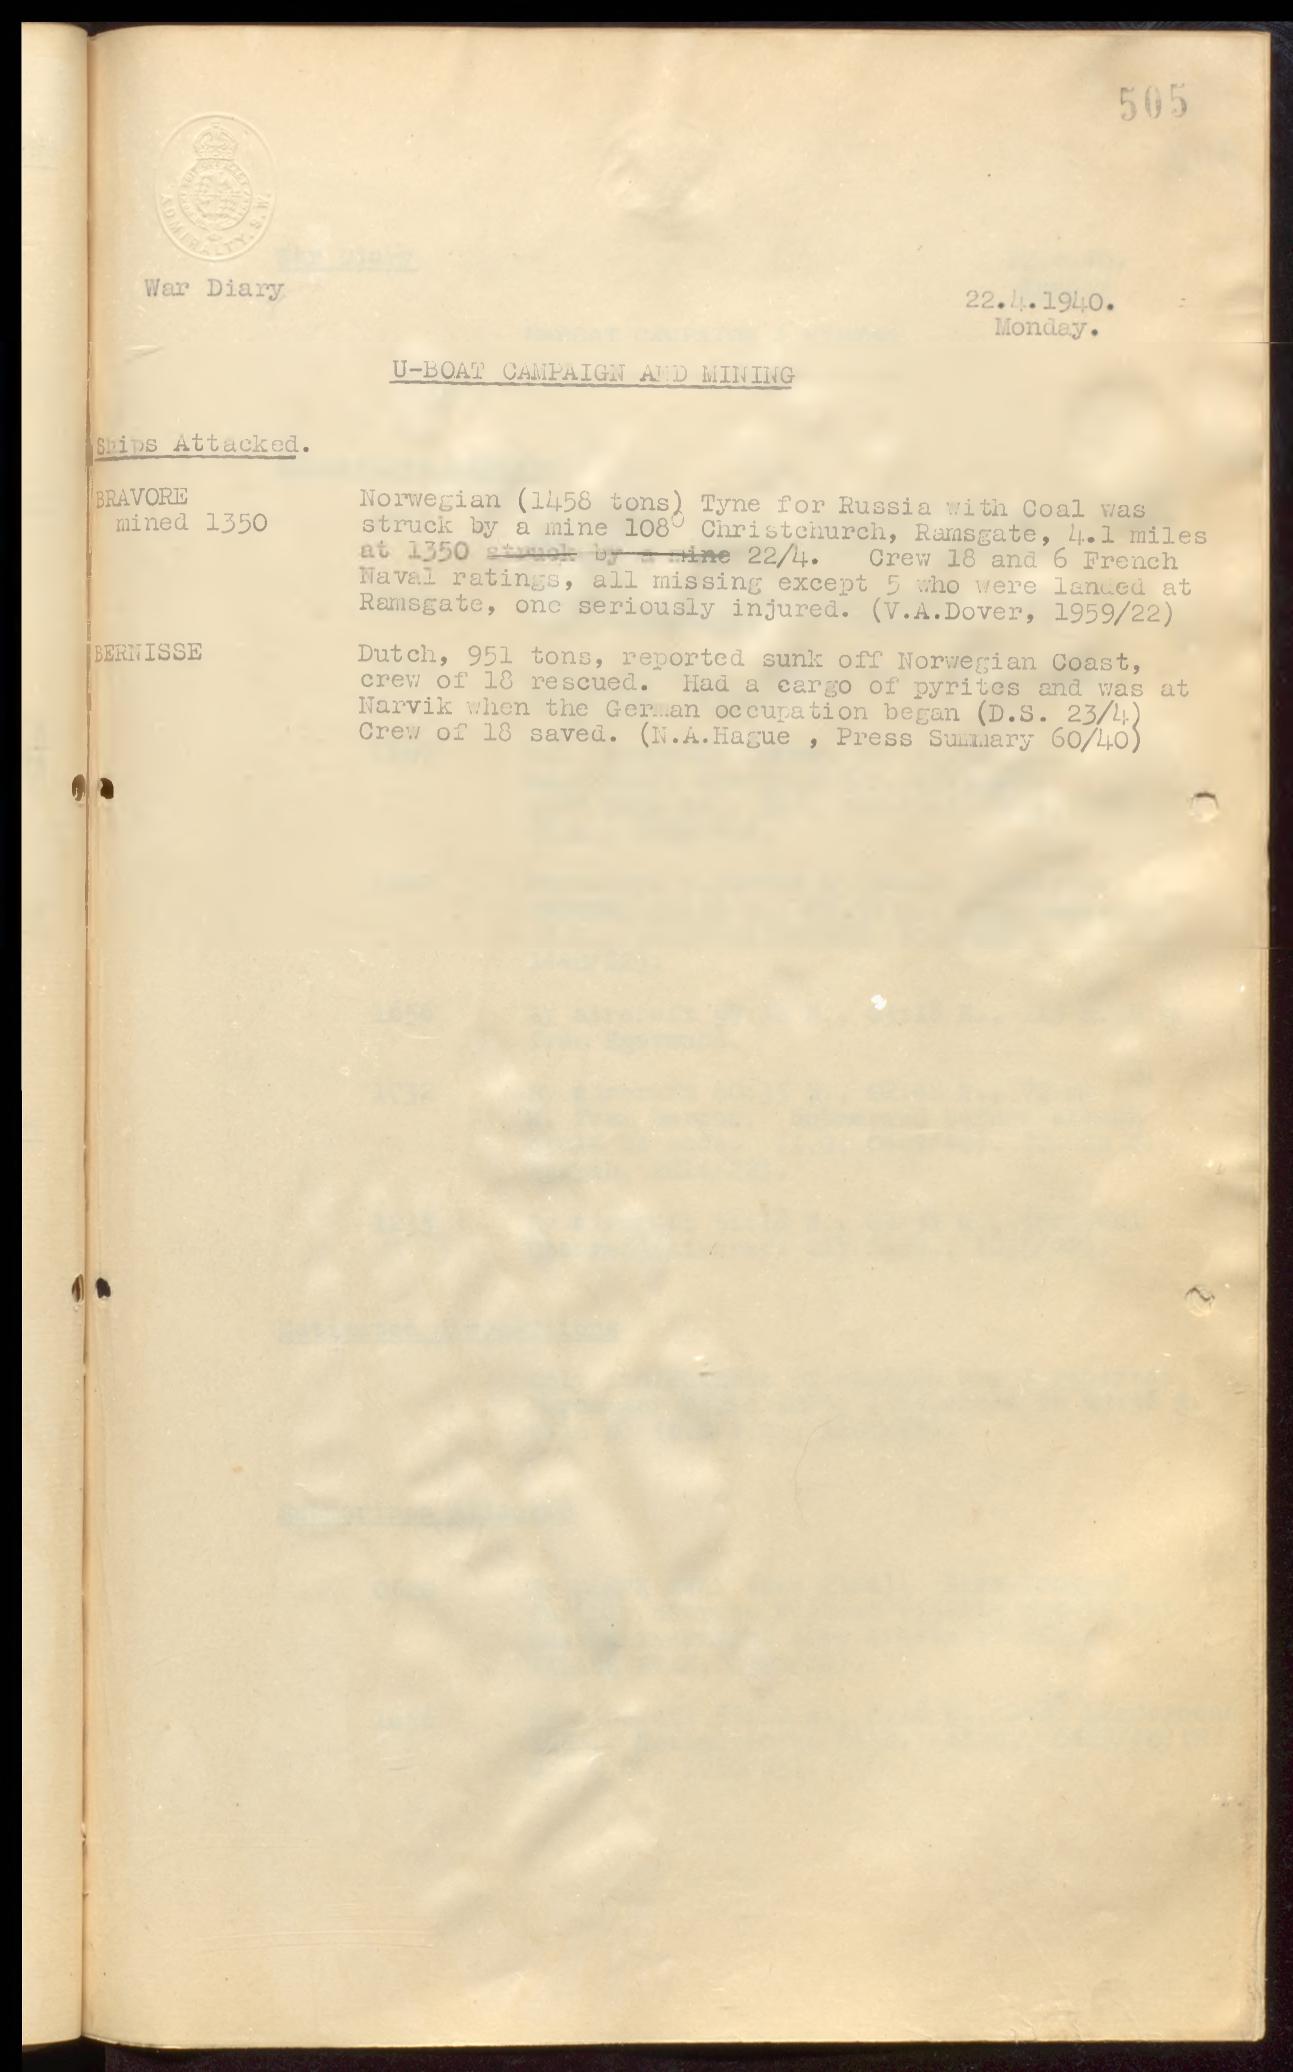 505
ADMIRALTY. S.W.
War Diary
22.4.1940.
Monday.
U-BOAT CAMPAIGN AND MINING
Ships Attacked.
BRAVORE
mined 1350
Norwegian (1458 tons) Tyne for Russia with Coal was
struck by a mine 108° Christchurch, Ramsgate, 4.1 miles
at 1350 struck by a mine 22/4. Crew 18 and 6 French
Naval ratings, all missing except 5 who were landed at
Ramsgate, one seriously injured. (V.A.Dover, 1959/22)
BERNISSE
Dutch, 951 tons, reported sunk off Norwegian Coast,
crew of 18 rescued. Had a cargo of pyrites and was at
Narvik when the German occupation began (D.S. 23/4)
Crew of 18 saved. (N.A.Hague , Press Summary 60/40)